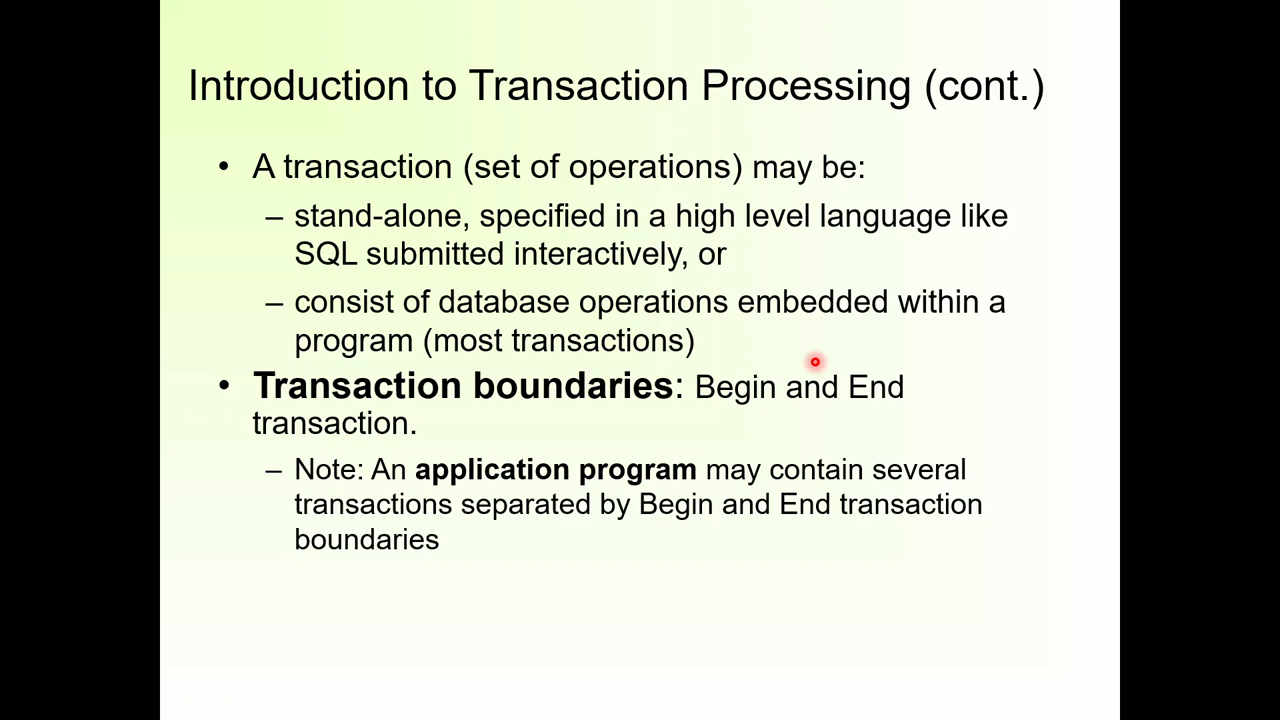 Introduction to Transaction Processing (cont.)
• A transaction (set of operations) may be:
– stand-alone, specified in a high level language like
SQL submitted interactively, or
– consist of database operations embedded within a
program (most transactions)
• Transaction boundaries: Begin and End
transaction.
– Note: An application program may contain several
transactions separated by Begin and End transaction
boundaries